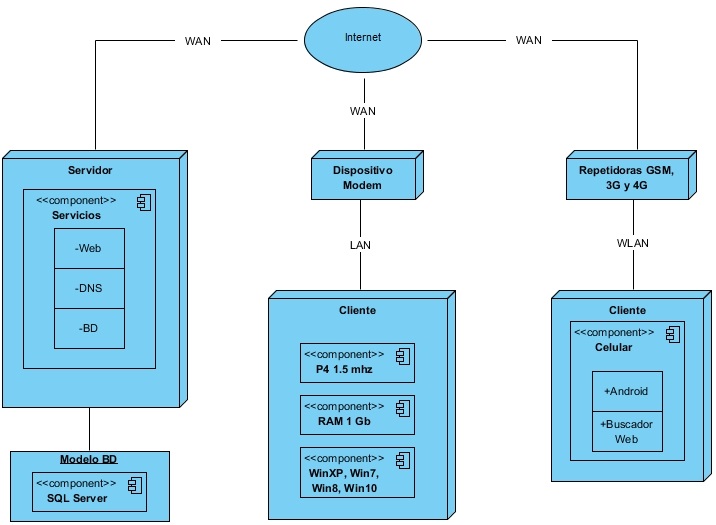 Internet
WAN
WAN
WAN
Servidor
<<component>>
Servicios
-Web
-DNS
-BD
Modelo BD
<<component>>
SQL Server
Dispositivo
Modem
LAN
Cliente
<<component>>
P4 1.5 mhz
<<component>>
RAM 1 Gb
<<component>>
WinXP, Win7,
Win8, Win10
Repetidoras GSM,
3G y 4G
WLAN
Cliente
<<component>>
Celular
+Android
+Buscador
Web